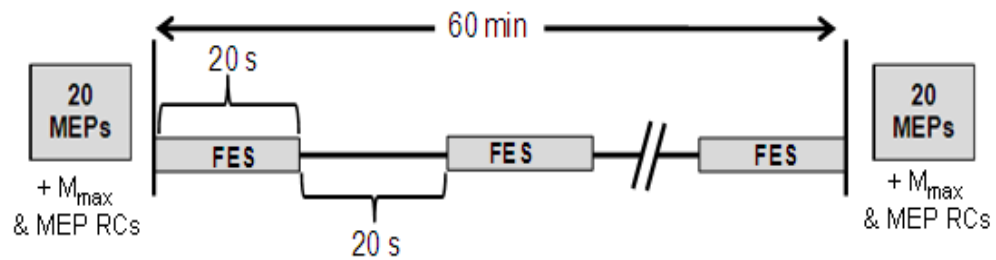 60 min
20 s
20
MEPs
FES
FES
FES
20
MEPs
+ Mmax
& MEP RCs
20 s
+ Mmax
& MEP RCs